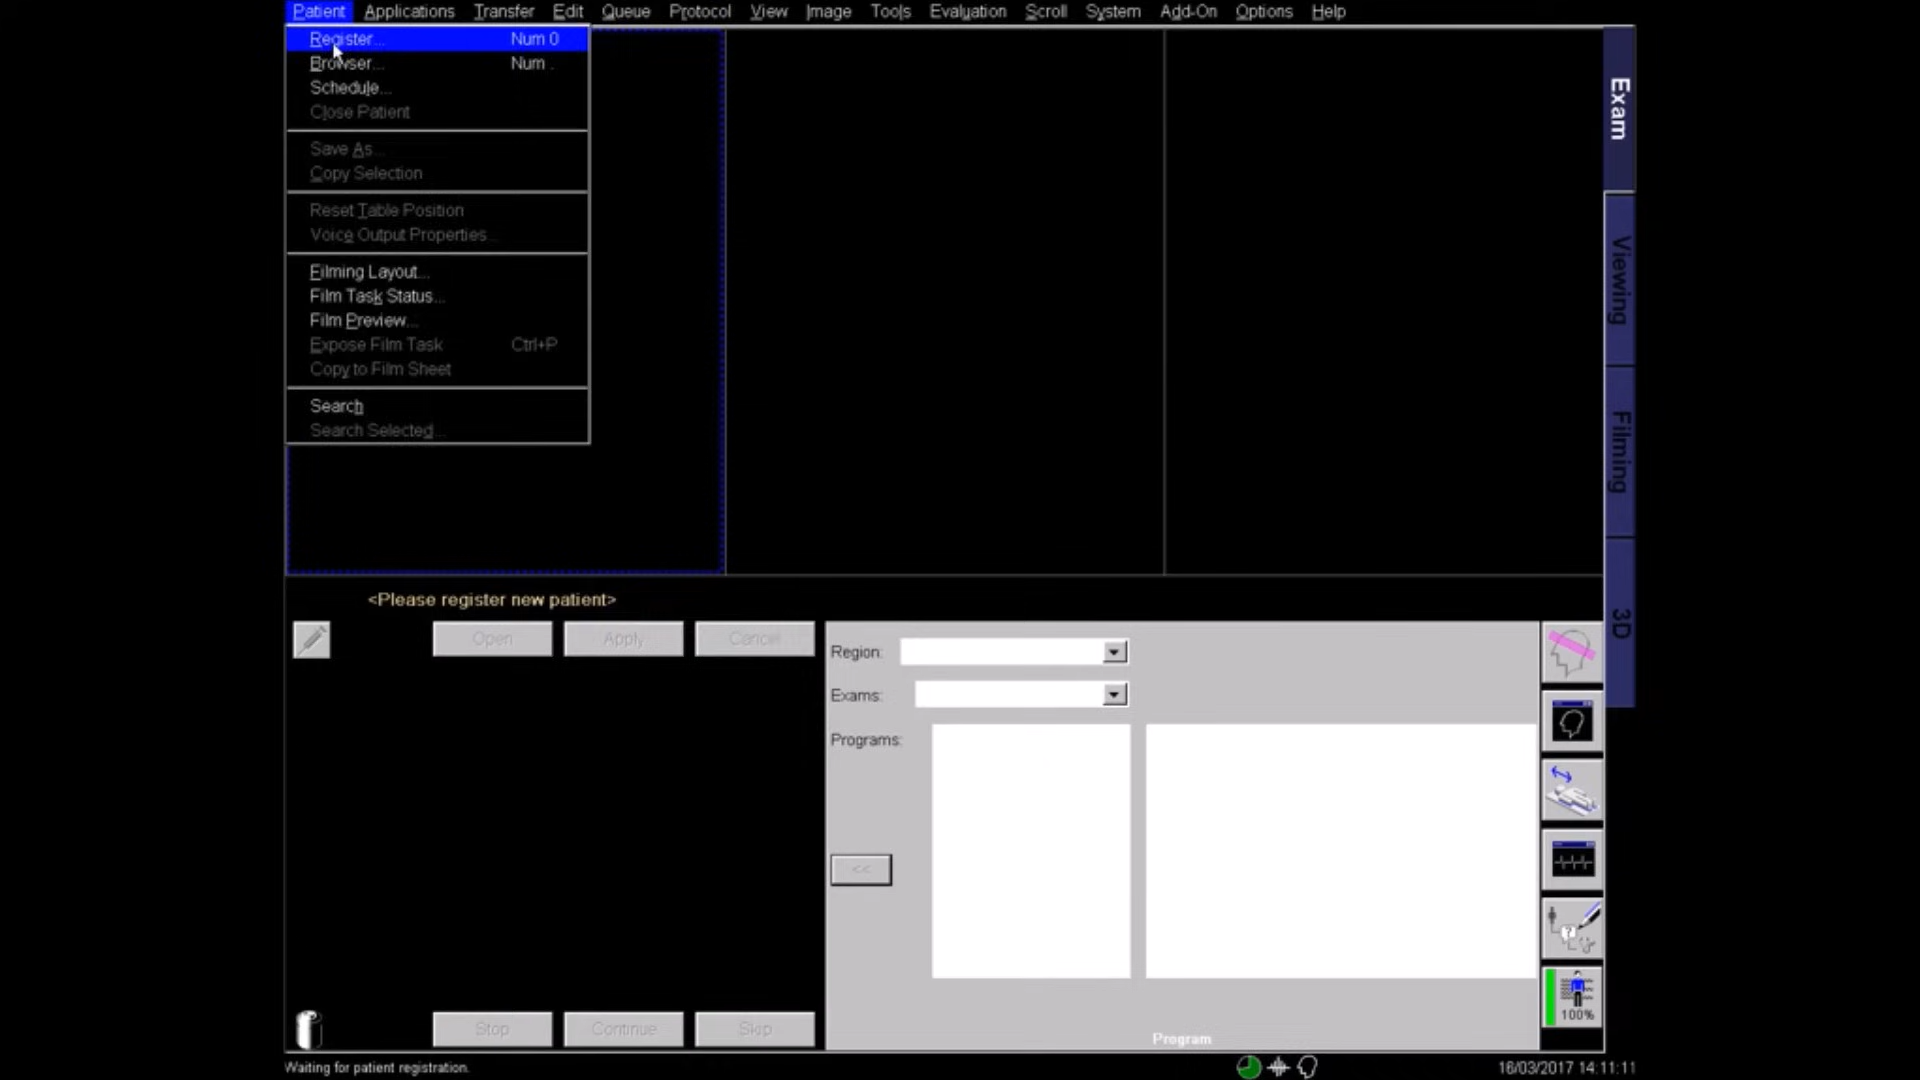 Patient Applications Transfer Edit Queue Protocol View Image Tools Evaluation Scroll System Add-On Options Help
Register... Num 0
Browser... Num .
Schedule...
Close Patient
Save As...
Copy Selection
Reset Table Position
Voice Output Properties...
Filming Layout...
Film Task Status...
Film Preview...
Expose Film Task Ctrl+P
Copy to Film Sheet
Search
Search Selected...
Exam
Viewing
Filming
3D
<Please register new patient>
Open Apply Cancel
Region:
Exams:
Programs:
<<
100%
Stop Continue Skip
Program
Waiting for patient registration.
16/03/2017 14:11:11